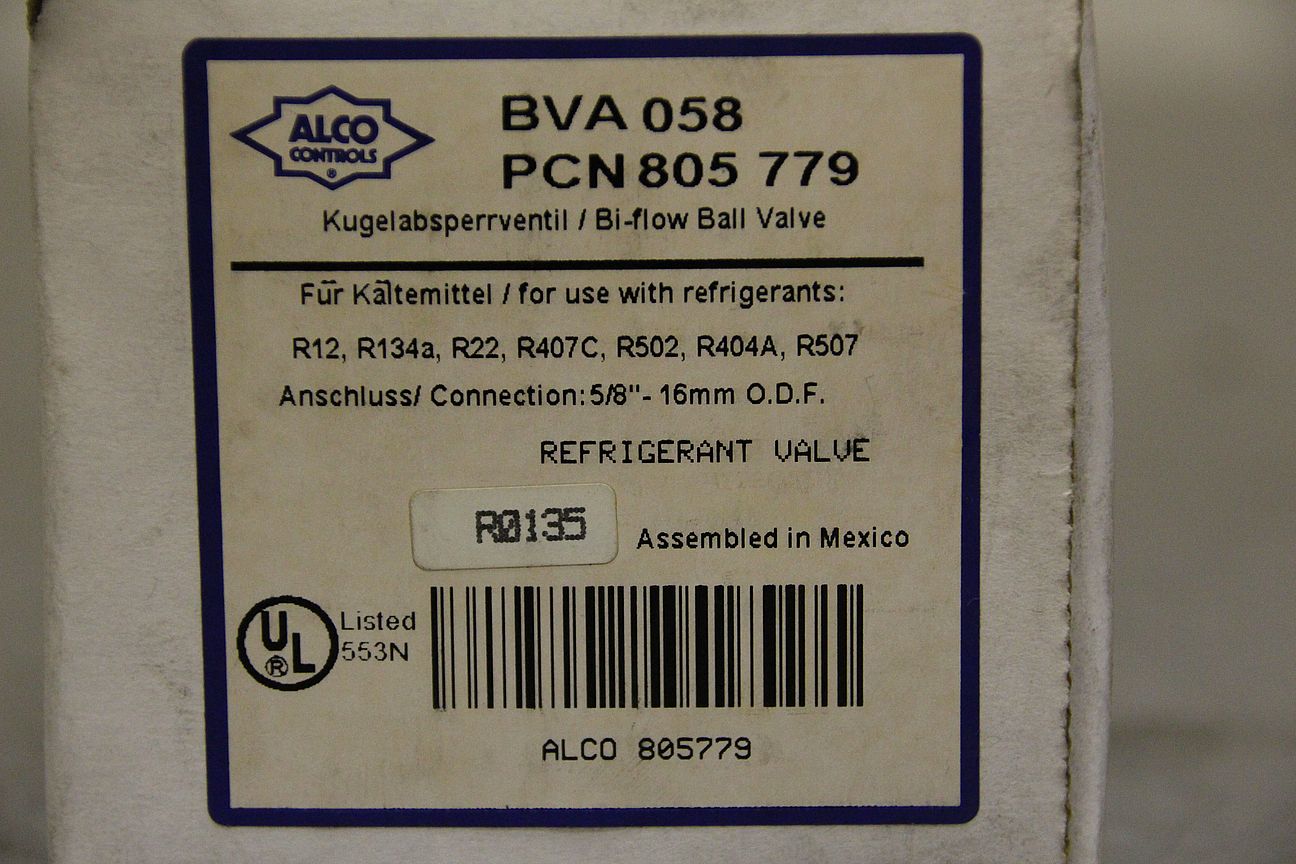 ALCO
CONTROLS
®
BVA 058
PCN 805 779
Kugelabsperrventil / Bi-flow Ball Valve
Für Kältemittel / for use with refrigerants:
R12, R134a, R22, R407C, R502, R404A, R507
Anschluss/ Connection: 5/8"- 16mm O.D.F.
REFRIGERANT VALVE
R0135
Assembled in Mexico
UL®
Listed
553N
ALCO 805779